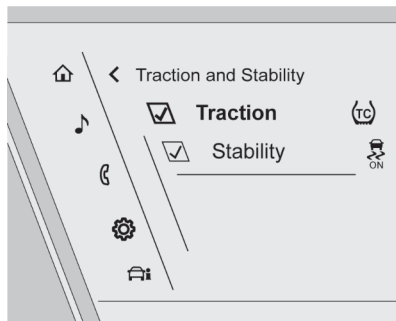 Traction and Stability
Traction TC
Stability
ON